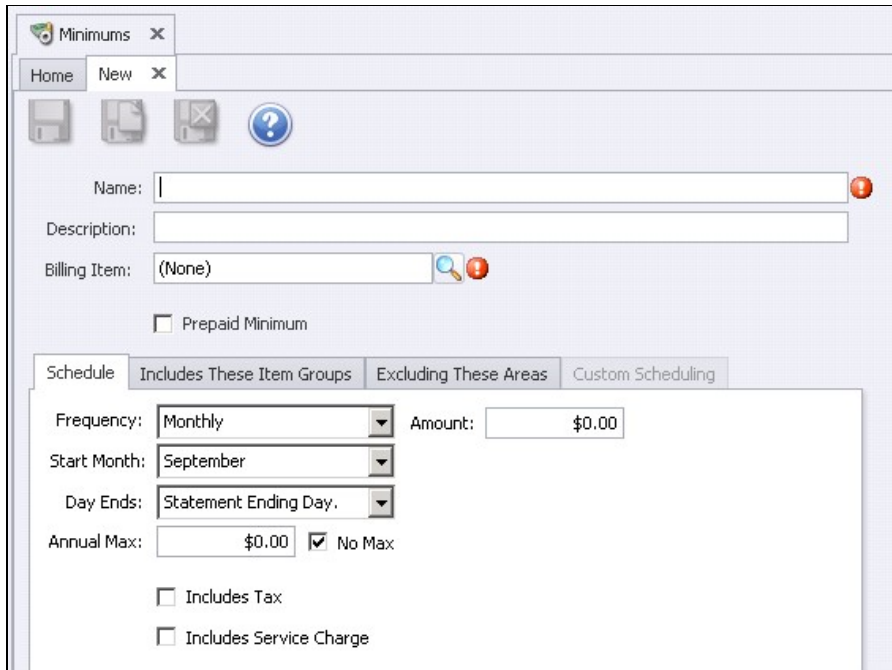 Minimums
Home New
Name:
Description:
Billing Item: (None)
Prepaid Minimum
Schedule Includes These Item Groups Excluding These Areas Custom Scheduling
Frequency: Monthly Amount: $0.00
Start Month: September
Day Ends: Statement Ending Day.
Annual Max: $0.00 No Max
Includes Tax
Includes Service Charge